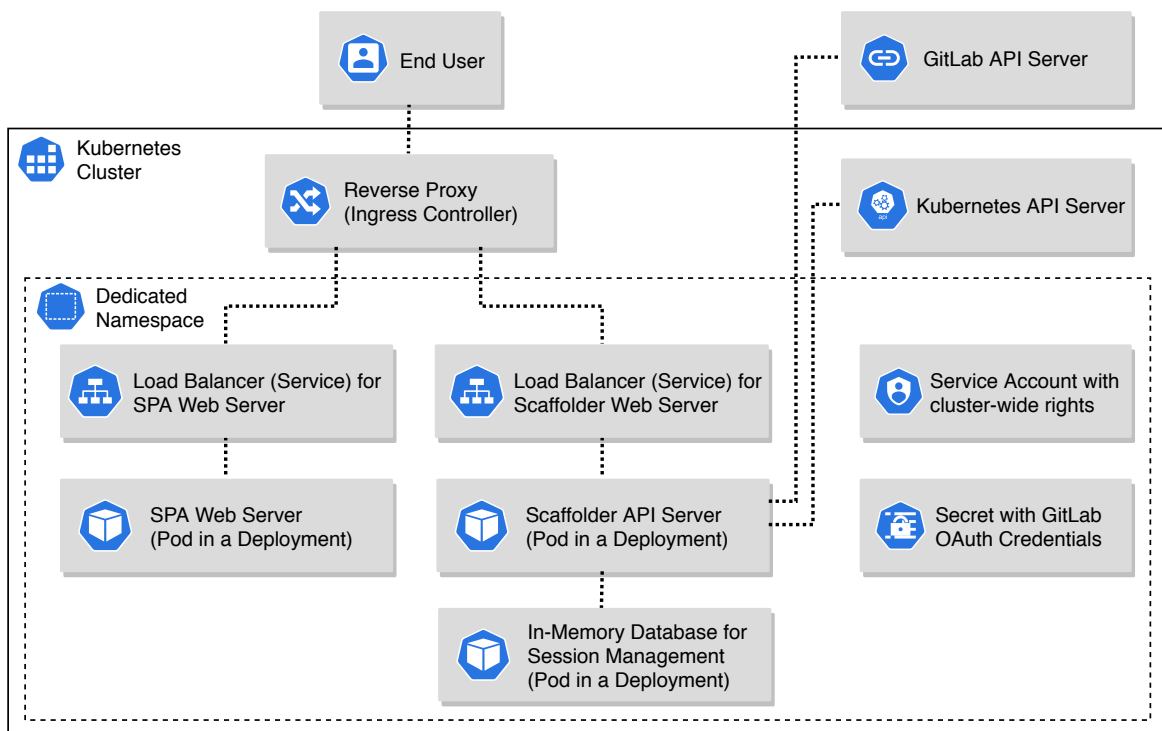 End User
GitLab API Server
Kubernetes
Cluster
Reverse Proxy
(Ingress Controller)
api
Kubernetes API Server
Dedicated
Namespace
Load Balancer (Service) for
SPA Web Server
Load Balancer (Service) for
Scaffolder Web Server
Service Account with
cluster-wide rights
SPA Web Server
(Pod in a Deployment)
Scaffolder API Server
(Pod in a Deployment)
Secret with GitLab
OAuth Credentials
In-Memory Database for
Session Management
(Pod in a Deployment)